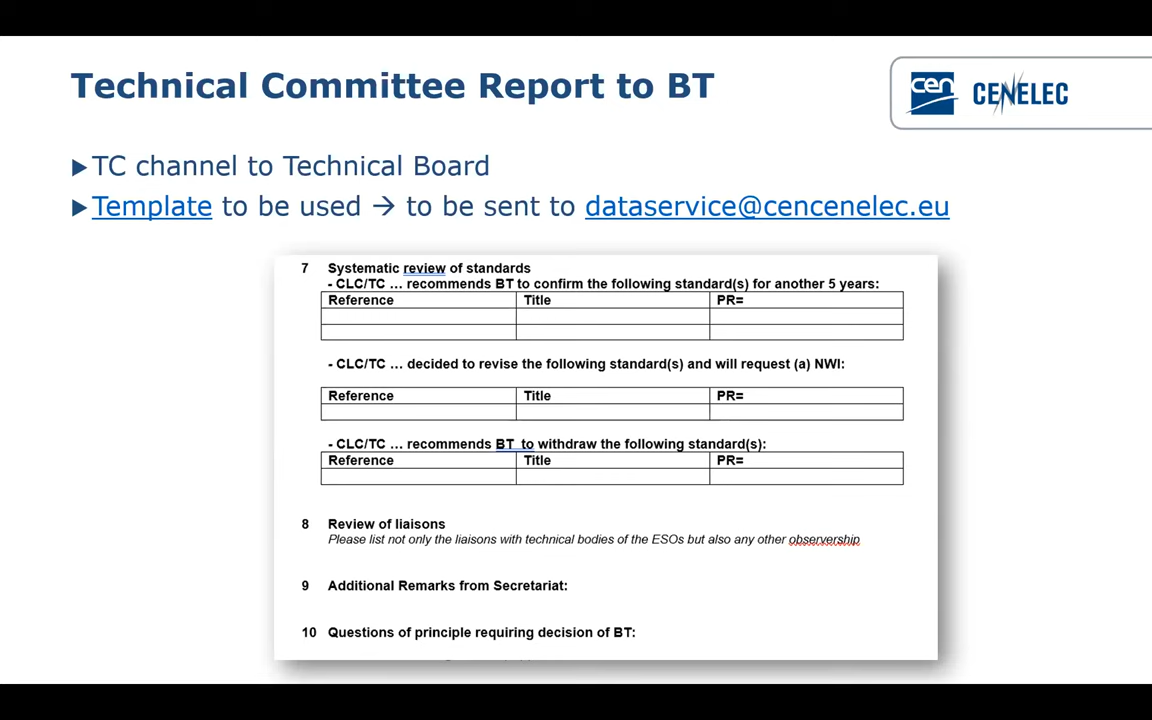 Technical Committee Report to BT
cen CENELEC
▶TC channel to Technical Board
▶Template to be used → to be sent to dataservice@cencenelec.eu
7 Systematic review of standards
- CLC/TC … recommends BT to confirm the following standard(s) for another 5 years:
Reference Title PR=
- CLC/TC … decided to revise the following standard(s) and will request (a) NWI:
Reference Title PR=
- CLC/TC … recommends BT to withdraw the following standard(s):
Reference Title PR=
8 Review of liaisons
Please list not only the liaisons with technical bodies of the ESOs but also any other observership
9 Additional Remarks from Secretariat:
10 Questions of principle requiring decision of BT: